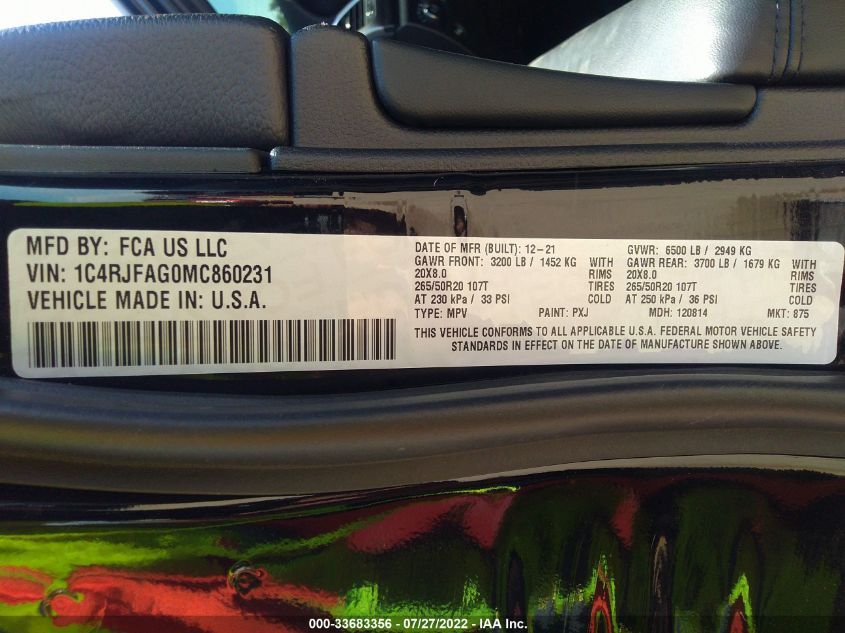 MFD BY: FCA US LLC
VIN: 1C4RJFAG0MC860231
VEHICLE MADE IN: U.S.A.
DATE OF MFR (BUILT): 12-21
GAWR FRONT: 3200 LB / 1452 KG WITH
20X8.0 RIMS
265/50R20 107T TIRES
AT 230 kPa / 33 PSI COLD
TYPE: MPV PAINT: PXJ
GVWR: 6500 LB / 2949 KG
GAWR REAR: 3700 LB / 1679 KG WITH
20X8.0 RIMS
265/50R20 107T TIRES
AT 250 kPa / 36 PSI COLD
MDH: 120814 MKT: 875
THIS VEHICLE CONFORMS TO ALL APPLICABLE U.S.A. FEDERAL MOTOR VEHICLE SAFETY
STANDARDS IN EFFECT ON THE DATE OF MANUFACTURE SHOWN ABOVE.
000-33683356 - 07/27/2022 - IAA Inc.